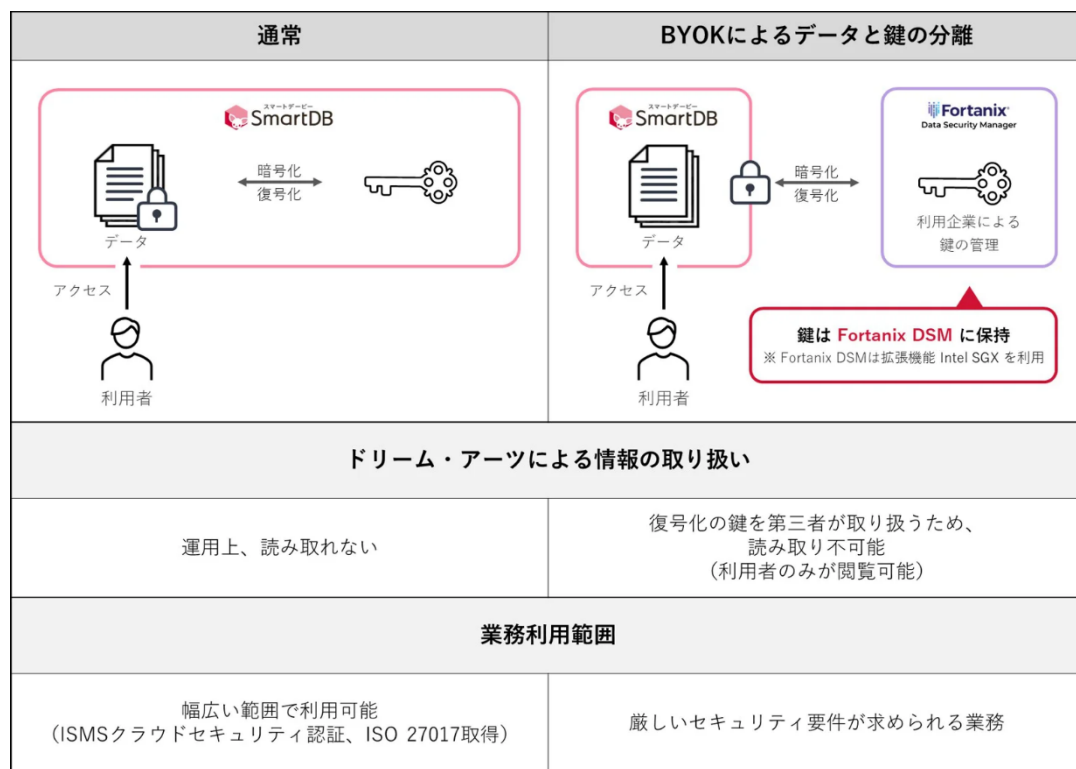 通常
BYOKによるデータと鍵の分離
スマートデービー
SmartDB
暗号化
復号化
データ
アクセス
利用者
スマートデービー
SmartDB
暗号化
復号化
データ
アクセス
利用者
Fortanix
Data Security Manager
利用企業による
鍵の管理
鍵は Fortanix DSM に保持
※ Fortanix DSMは拡張機能 Intel SGX を利用
ドリーム・アーツによる情報の取り扱い
運用上、読み取れない
復号化の鍵を第三者が取り扱うため、
読み取り不可能
（利用者のみが閲覧可能）
業務利用範囲
幅広い範囲で利用可能
（ISMSクラウドセキュリティ認証、ISO 27017取得）
厳しいセキュリティ要件が求められる業務